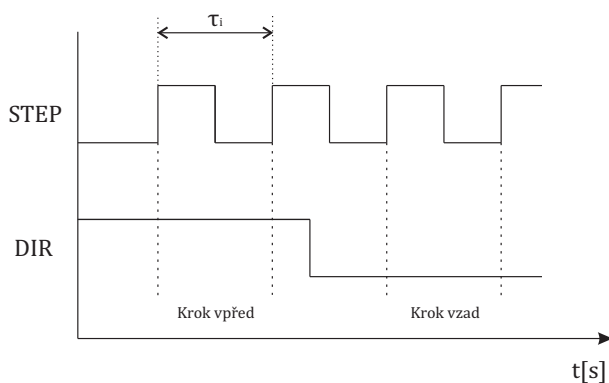 τi
STEP
DIR
Krok vpřed
Krok vzad
t[s]